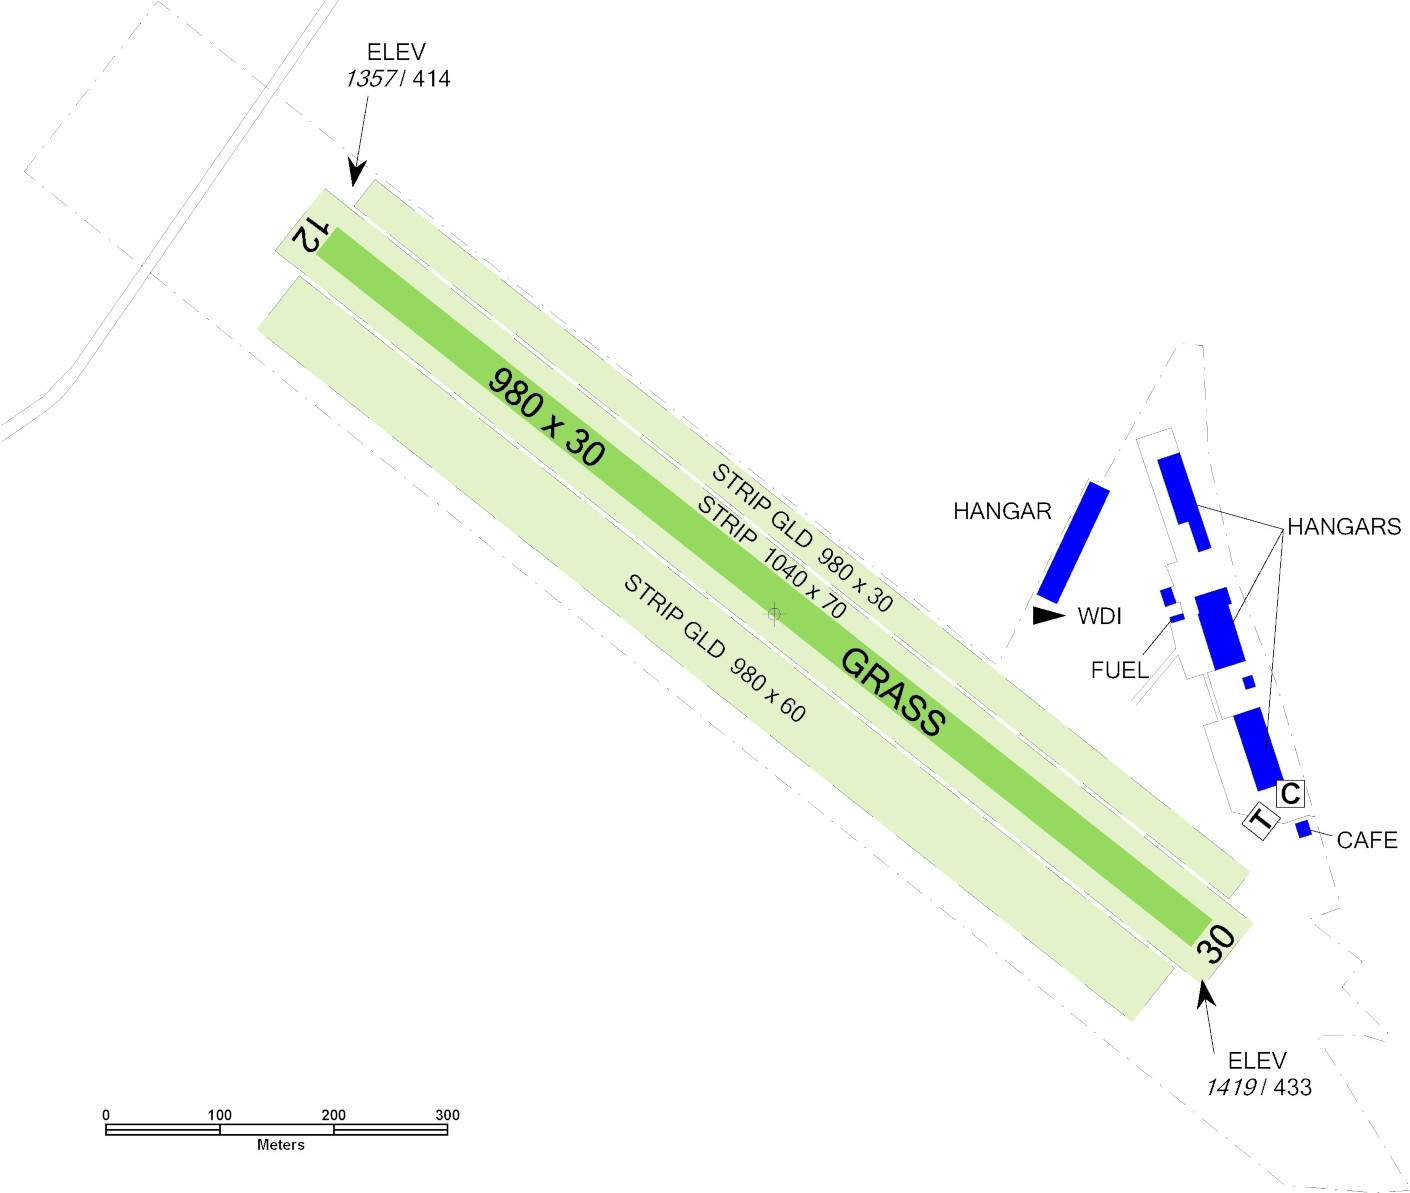 ELEV
1357 / 414
12
980 x 30
STRIP GLD 980 x 30
STRIP 1040 x 70
STRIP GLD 980 x 60
GRASS
HANGAR
HANGARS
WDI
FUEL
C
T
CAFE
30
ELEV
1419 / 433
0 100 200 300
Meters